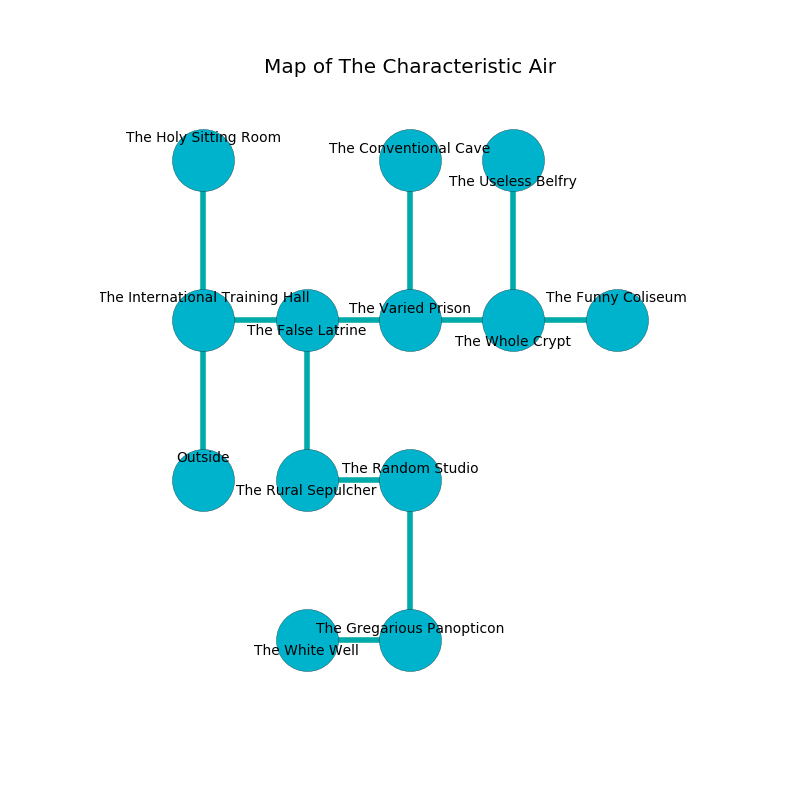 Map of The Characteristic Air
The Holy Sitting Room
The Conventional Cave
The Useless Belfry
The International Training Hall
The Funny Coliseum
The Varied Prison
The False Latrine
The Whole Crypt
Outside
The Random Studio
The Rural Sepulcher
The Gregarious Panopticon
The White Well